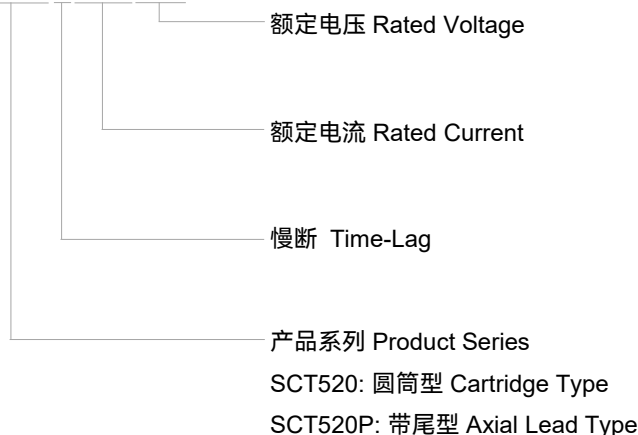 额定电压 Rated Voltage
额定电流 Rated Current
慢断 Time-Lag
产品系列 Product Series
SCT520: 圆筒型 Cartridge Type
SCT520P: 带尾型 Axial Lead Type